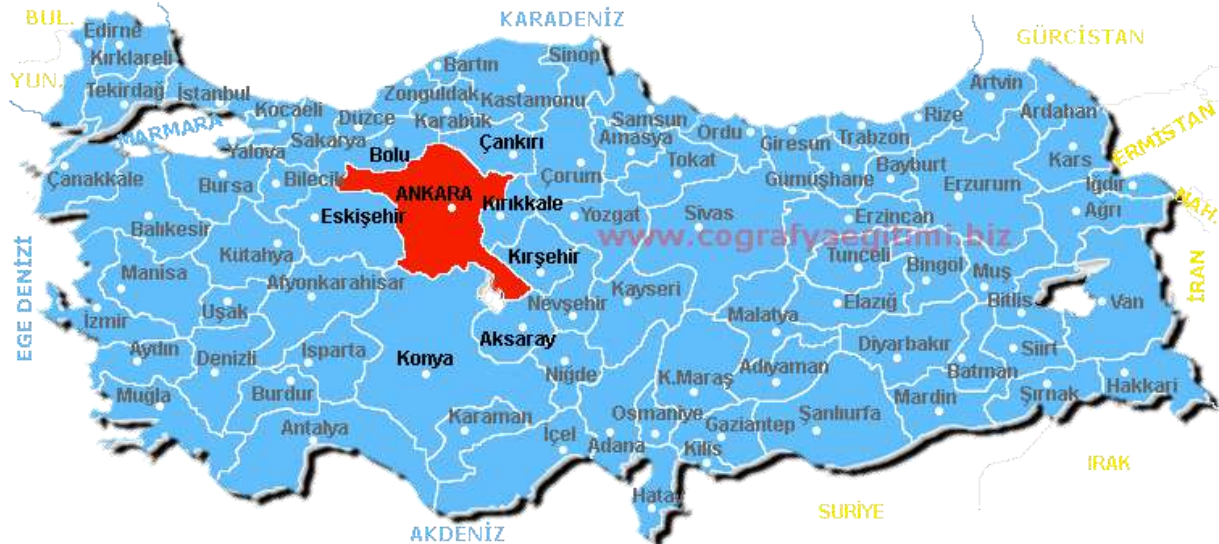 KARADENİZ
BUL.
Edirne
Kırklareli
YUN.
Tekirdağ
İstanbul
MARMARA
Kocaeli
Yalova
Sakarya
Düzce
Zonguldak
Bartın
Karabük
Kastamonu
Sinop
Samsun
Amasya
Ordu
Giresun
Trabzon
Rize
Artvin
GÜRCİSTAN
Ardahan
ERMİSTAN
Kars
Iğdır
NAH.
Çanakkale
Bursa
Bilecik
Bolu
Çankırı
Çorum
Tokat
Gümüşhane
Bayburt
Erzurum
Ağrı
Balıkesir
Eskişehir
ANKARA
Kırıkkale
Yozgat
Sivas
Erzincan
www.cografyaegitimi.biz
EGE DENİZİ
Kütahya
Manisa
Afyonkarahisar
Kırşehir
Nevşehir
Kayseri
Tunceli
Bingöl
Muş
Bitlis
Van
İRAN
İzmir
Uşak
Aksaray
Malatya
Elazığ
Aydın
Denizli
Isparta
Konya
Niğde
K.Maraş
Adıyaman
Diyarbakır
Batman
Siirt
Muğla
Burdur
Antalya
Karaman
İçel
Adana
Osmaniye
Gaziantep
Kilis
Şanlıurfa
Mardin
Şırnak
Hakkari
Hatay
IRAK
SURİYE
AKDENİZ